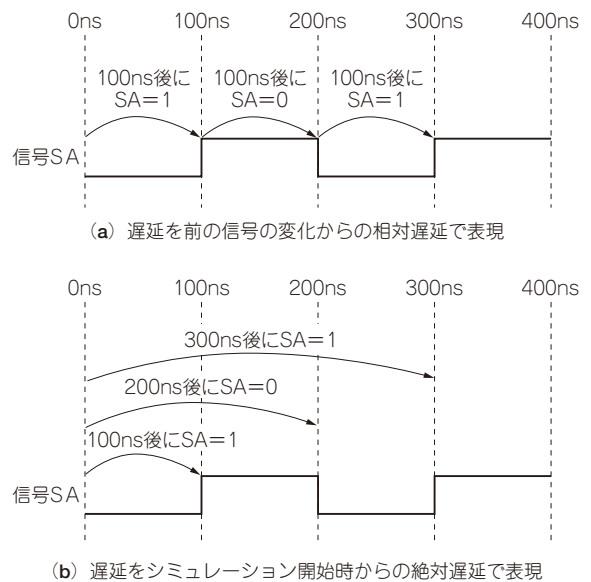 0ns 100ns 200ns 300ns 400ns
100ns後に 100ns後に 100ns後に
SA=1 SA=0 SA=1
信号SA
(a) 遅延を前の信号の変化からの相対遅延で表現
0ns 100ns 200ns 300ns 400ns
300ns後にSA=1
200ns後にSA=0
100ns後にSA=1
信号SA
(b) 遅延をシミュレーション開始時からの絶対遅延で表現